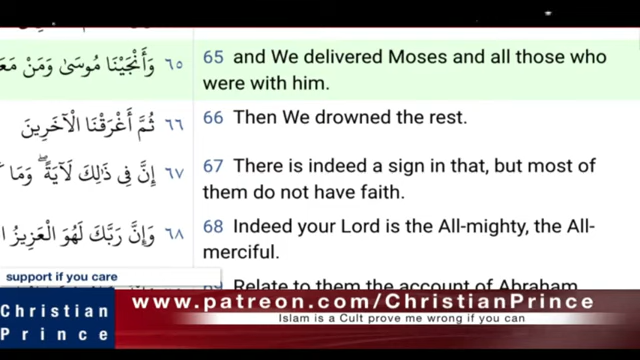 65 and We delivered Moses and all those who
were with him.
وَأَنْجَيْنَا مُوسَىٰ وَمَنْ ٦٥
66 Then We drowned the rest.
ثُمَّ أَغْرَقْنَا الْآخَرِينَ ٦٦
67 There is indeed a sign in that, but most of
them do not have faith.
إِنَّ فِي ذَٰلِكَ لَآيَةً ۖ وَمَا ٦٧
68 Indeed your Lord is the All-mighty, the All-
merciful.
وَإِنَّ رَبَّكَ لَهُوَ الْعَزِيزُ ٦٨
Relate to them the account of Abraham
support if you care
Christian
Prince
www.patreon.com/ChristianPrince
Islam is a Cult prove me wrong if you can